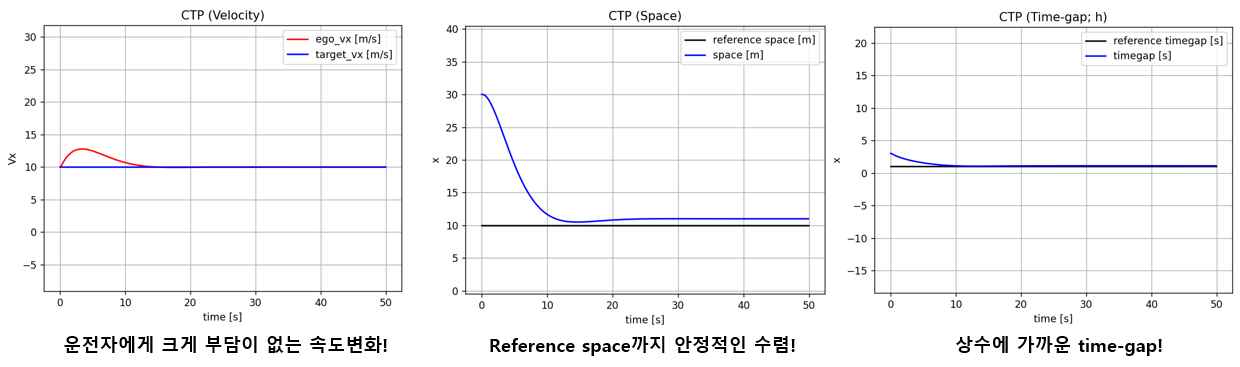 CTP (Velocity)
30
25
20
15
10
5
0
−5
Vx
ego_vx [m/s]
target_vx [m/s]
0 10 20 30 40 50
time [s]
운전자에게 크게 부담이 없는 속도변화!
CTP (Space)
40
35
30
25
20
15
10
5
0
x
reference space [m]
space [m]
0 10 20 30 40 50
time [s]
Reference space까지 안정적인 수렴!
CTP (Time-gap; h)
20
15
10
5
0
−5
−10
−15
x
reference timegap [s]
timegap [s]
0 10 20 30 40 50
time [s]
상수에 가까운 time-gap!